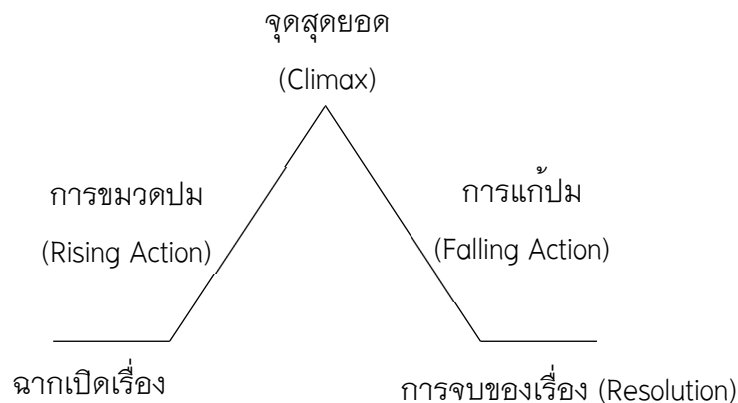 จุดสุดยอด
(Climax)
การขมวดปม
(Rising Action)
การแก้ปม
(Falling Action)
ฉากเปิดเรื่อง
การจบของเรื่อง (Resolution)